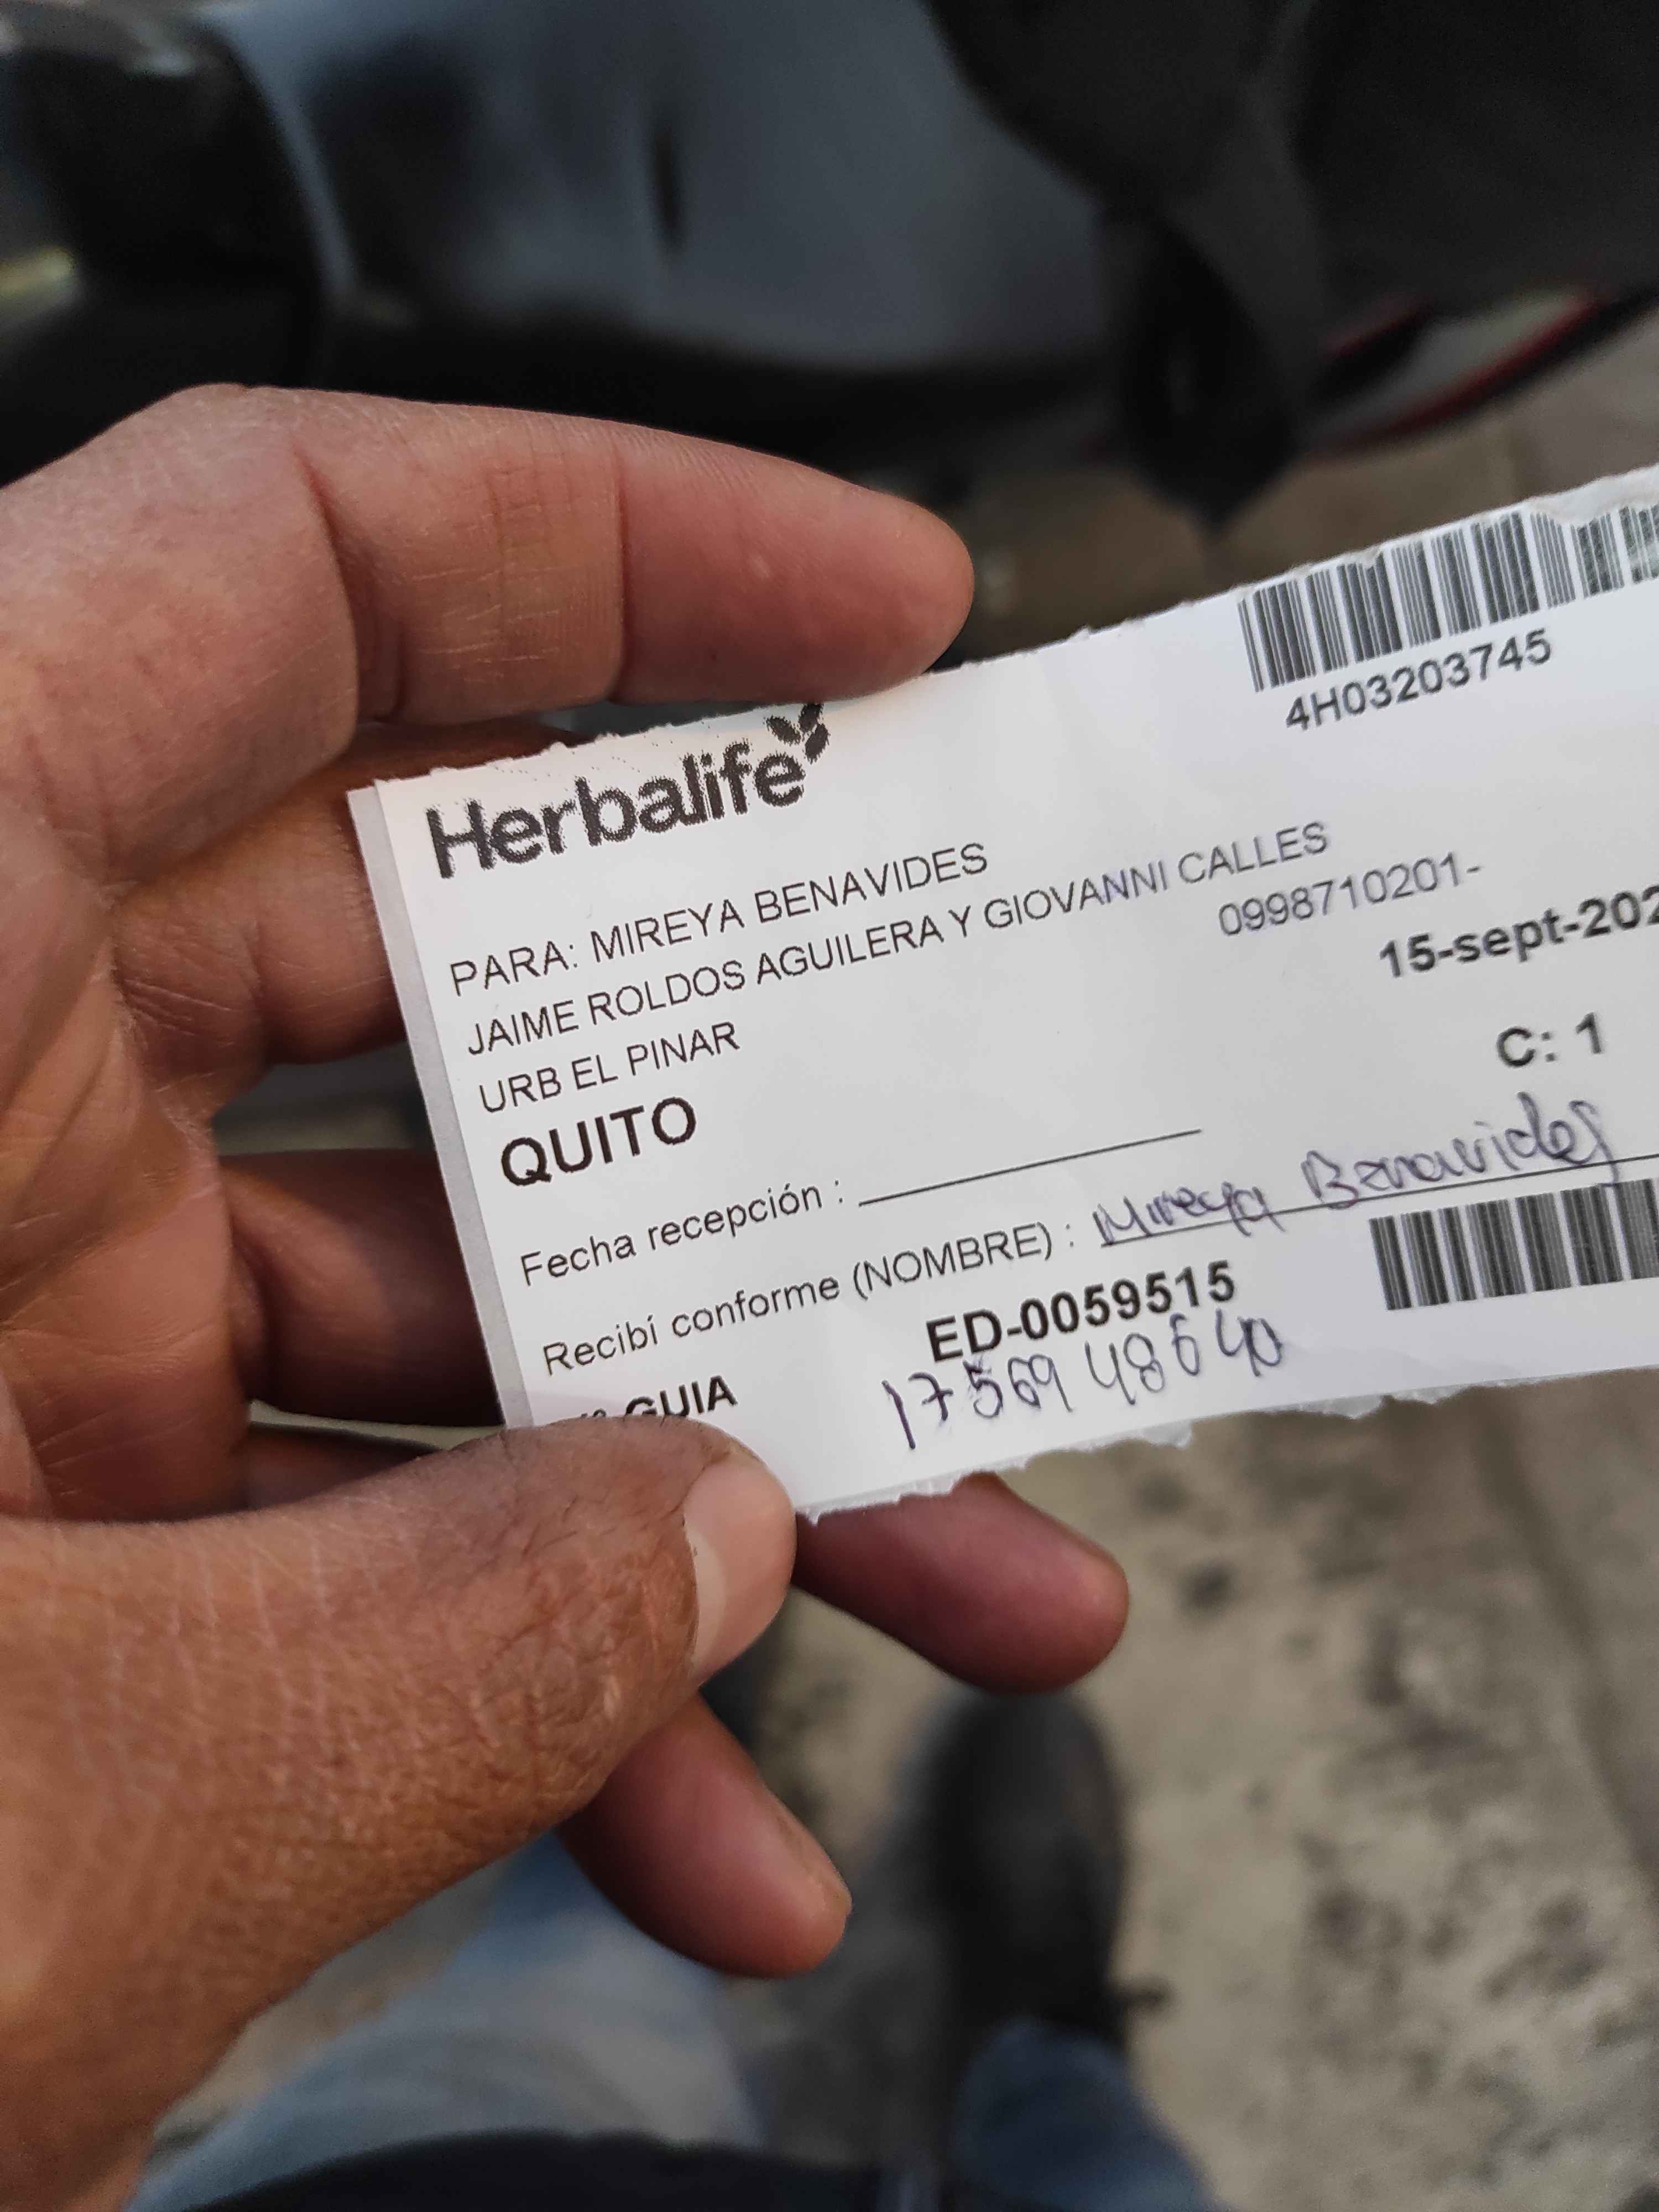 4H03203745
Herbalife
PARA: MIREYA BENAVIDES
JAIME ROLDOS AGUILERA Y GIOVANNI CALLES
0998710201-
URB EL PINAR
15-sept-202
QUITO
C: 1
Fecha recepción :
Recibí conforme (NOMBRE) : Mireya Benavides
GUIA ED-0059515
1756948640